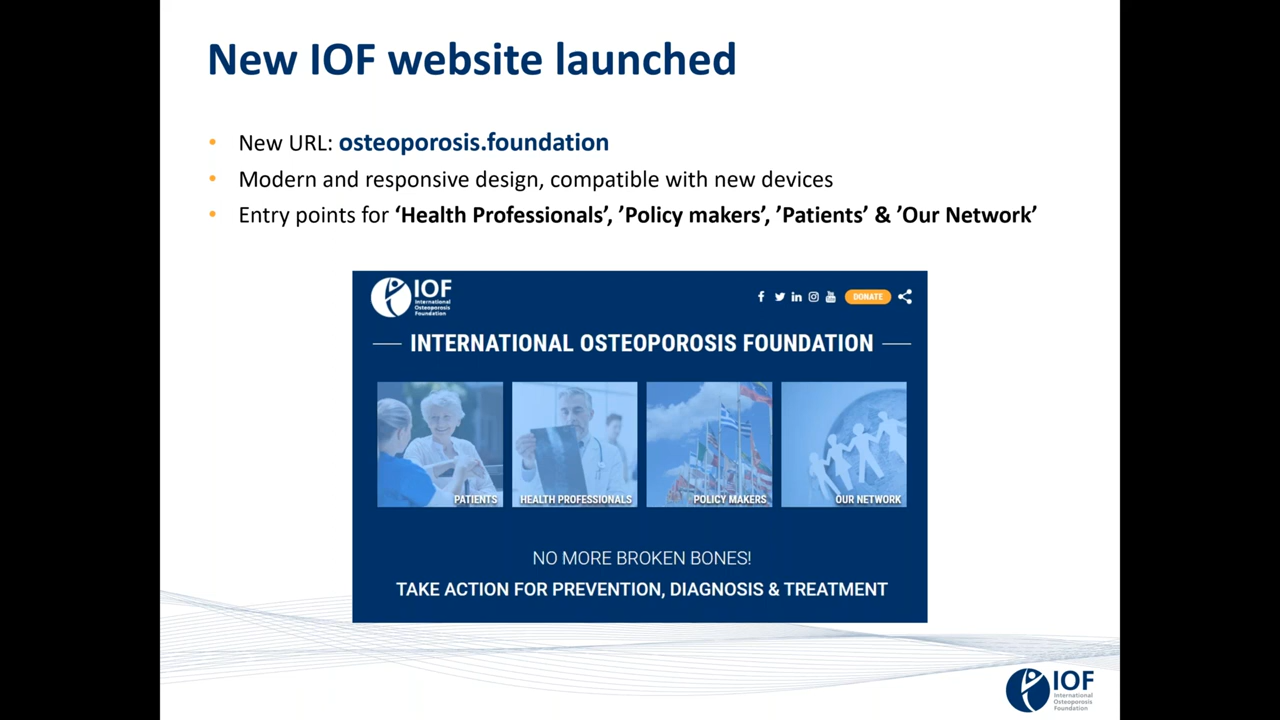 New IOF website launched
• New URL: osteoporosis.foundation
• Modern and responsive design, compatible with new devices
• Entry points for ‘Health Professionals’, ’Policy makers’, ’Patients’ & ’Our Network’
IOF
International
Osteoporosis
Foundation
DONATE
INTERNATIONAL OSTEOPOROSIS FOUNDATION
PATIENTS
HEALTH PROFESSIONALS
POLICY MAKERS
OUR NETWORK
NO MORE BROKEN BONES!
TAKE ACTION FOR PREVENTION, DIAGNOSIS & TREATMENT
IOF
International
Osteoporosis
Foundation